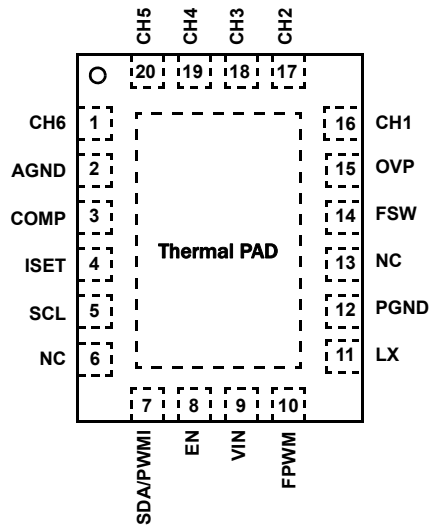 CH5 CH4 CH3 CH2
20 19 18 17
CH6 1 16 CH1
AGND 2 15 OVP
COMP 3 14 FSW
Thermal PAD
ISET 4 13 NC
SCL 5 12 PGND
NC 6 11 LX
7 8 9 10
SDA/PWMI EN VIN FPWM